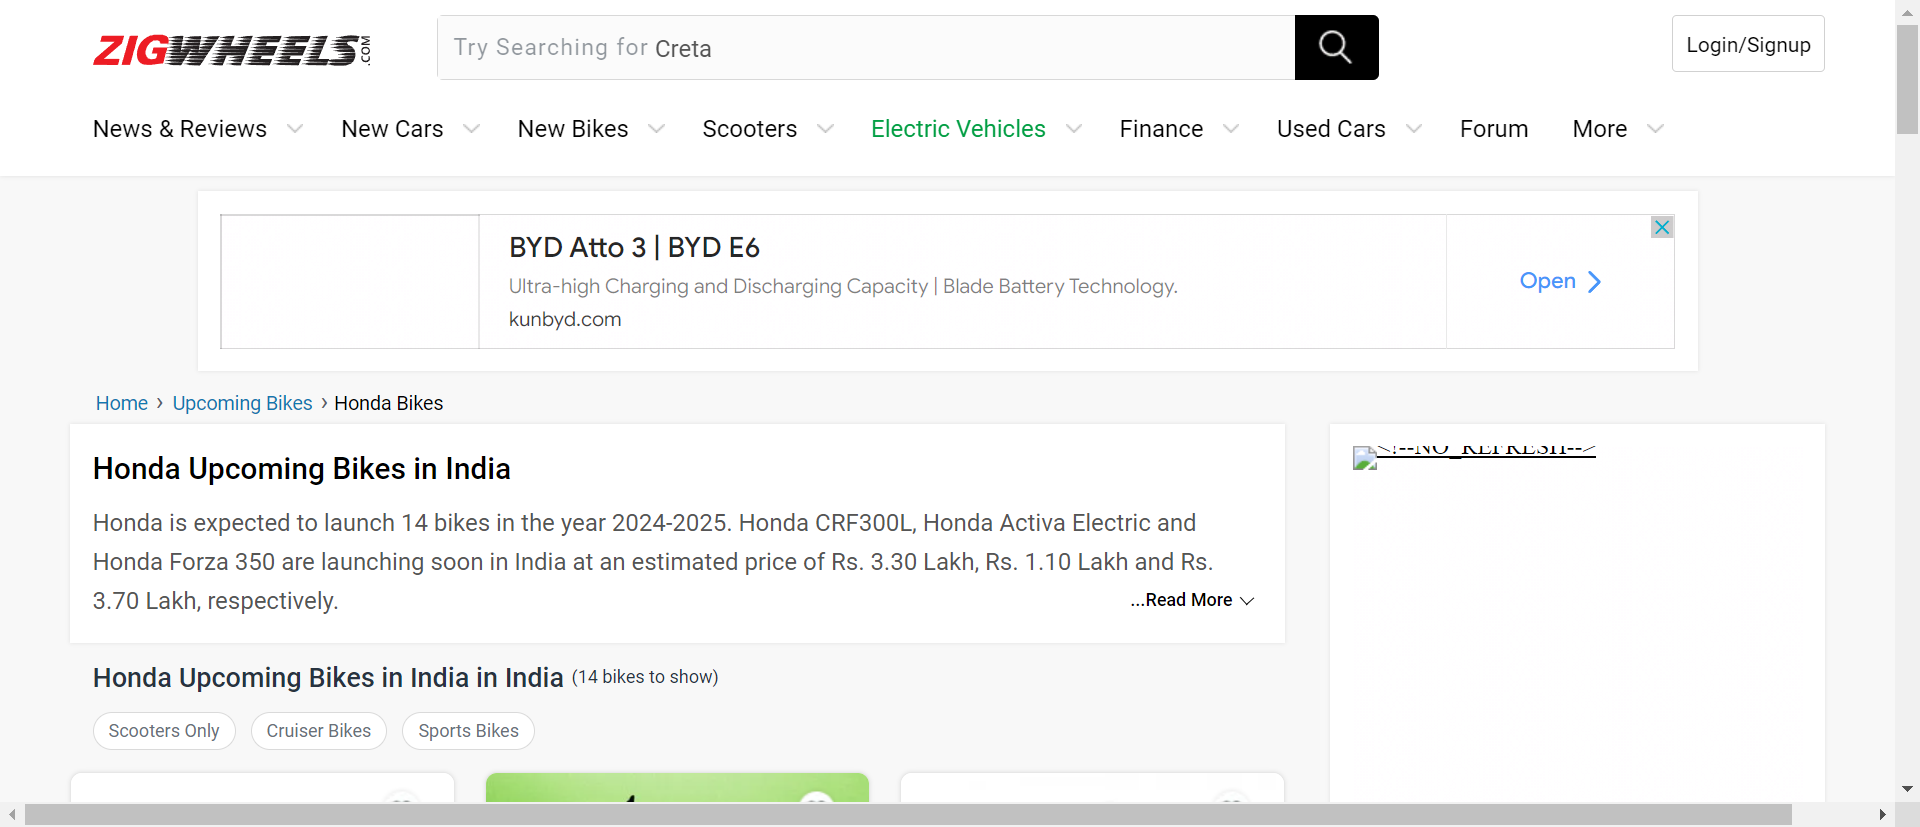 ZIGWHEELS.COM
Try Searching for Creta
Login/Signup
News & Reviews New Cars New Bikes Scooters Electric Vehicles Finance Used Cars Forum More
BYD Atto 3 | BYD E6
Ultra-high Charging and Discharging Capacity | Blade Battery Technology.
kunbyd.com
Open
Home › Upcoming Bikes › Honda Bikes
Honda Upcoming Bikes in India
Honda is expected to launch 14 bikes in the year 2024-2025. Honda CRF300L, Honda Activa Electric and
Honda Forza 350 are launching soon in India at an estimated price of Rs. 3.30 Lakh, Rs. 1.10 Lakh and Rs.
3.70 Lakh, respectively.
...Read More
<!--NO_REFRESH-->
Honda Upcoming Bikes in India in India (14 bikes to show)
Scooters Only Cruiser Bikes Sports Bikes